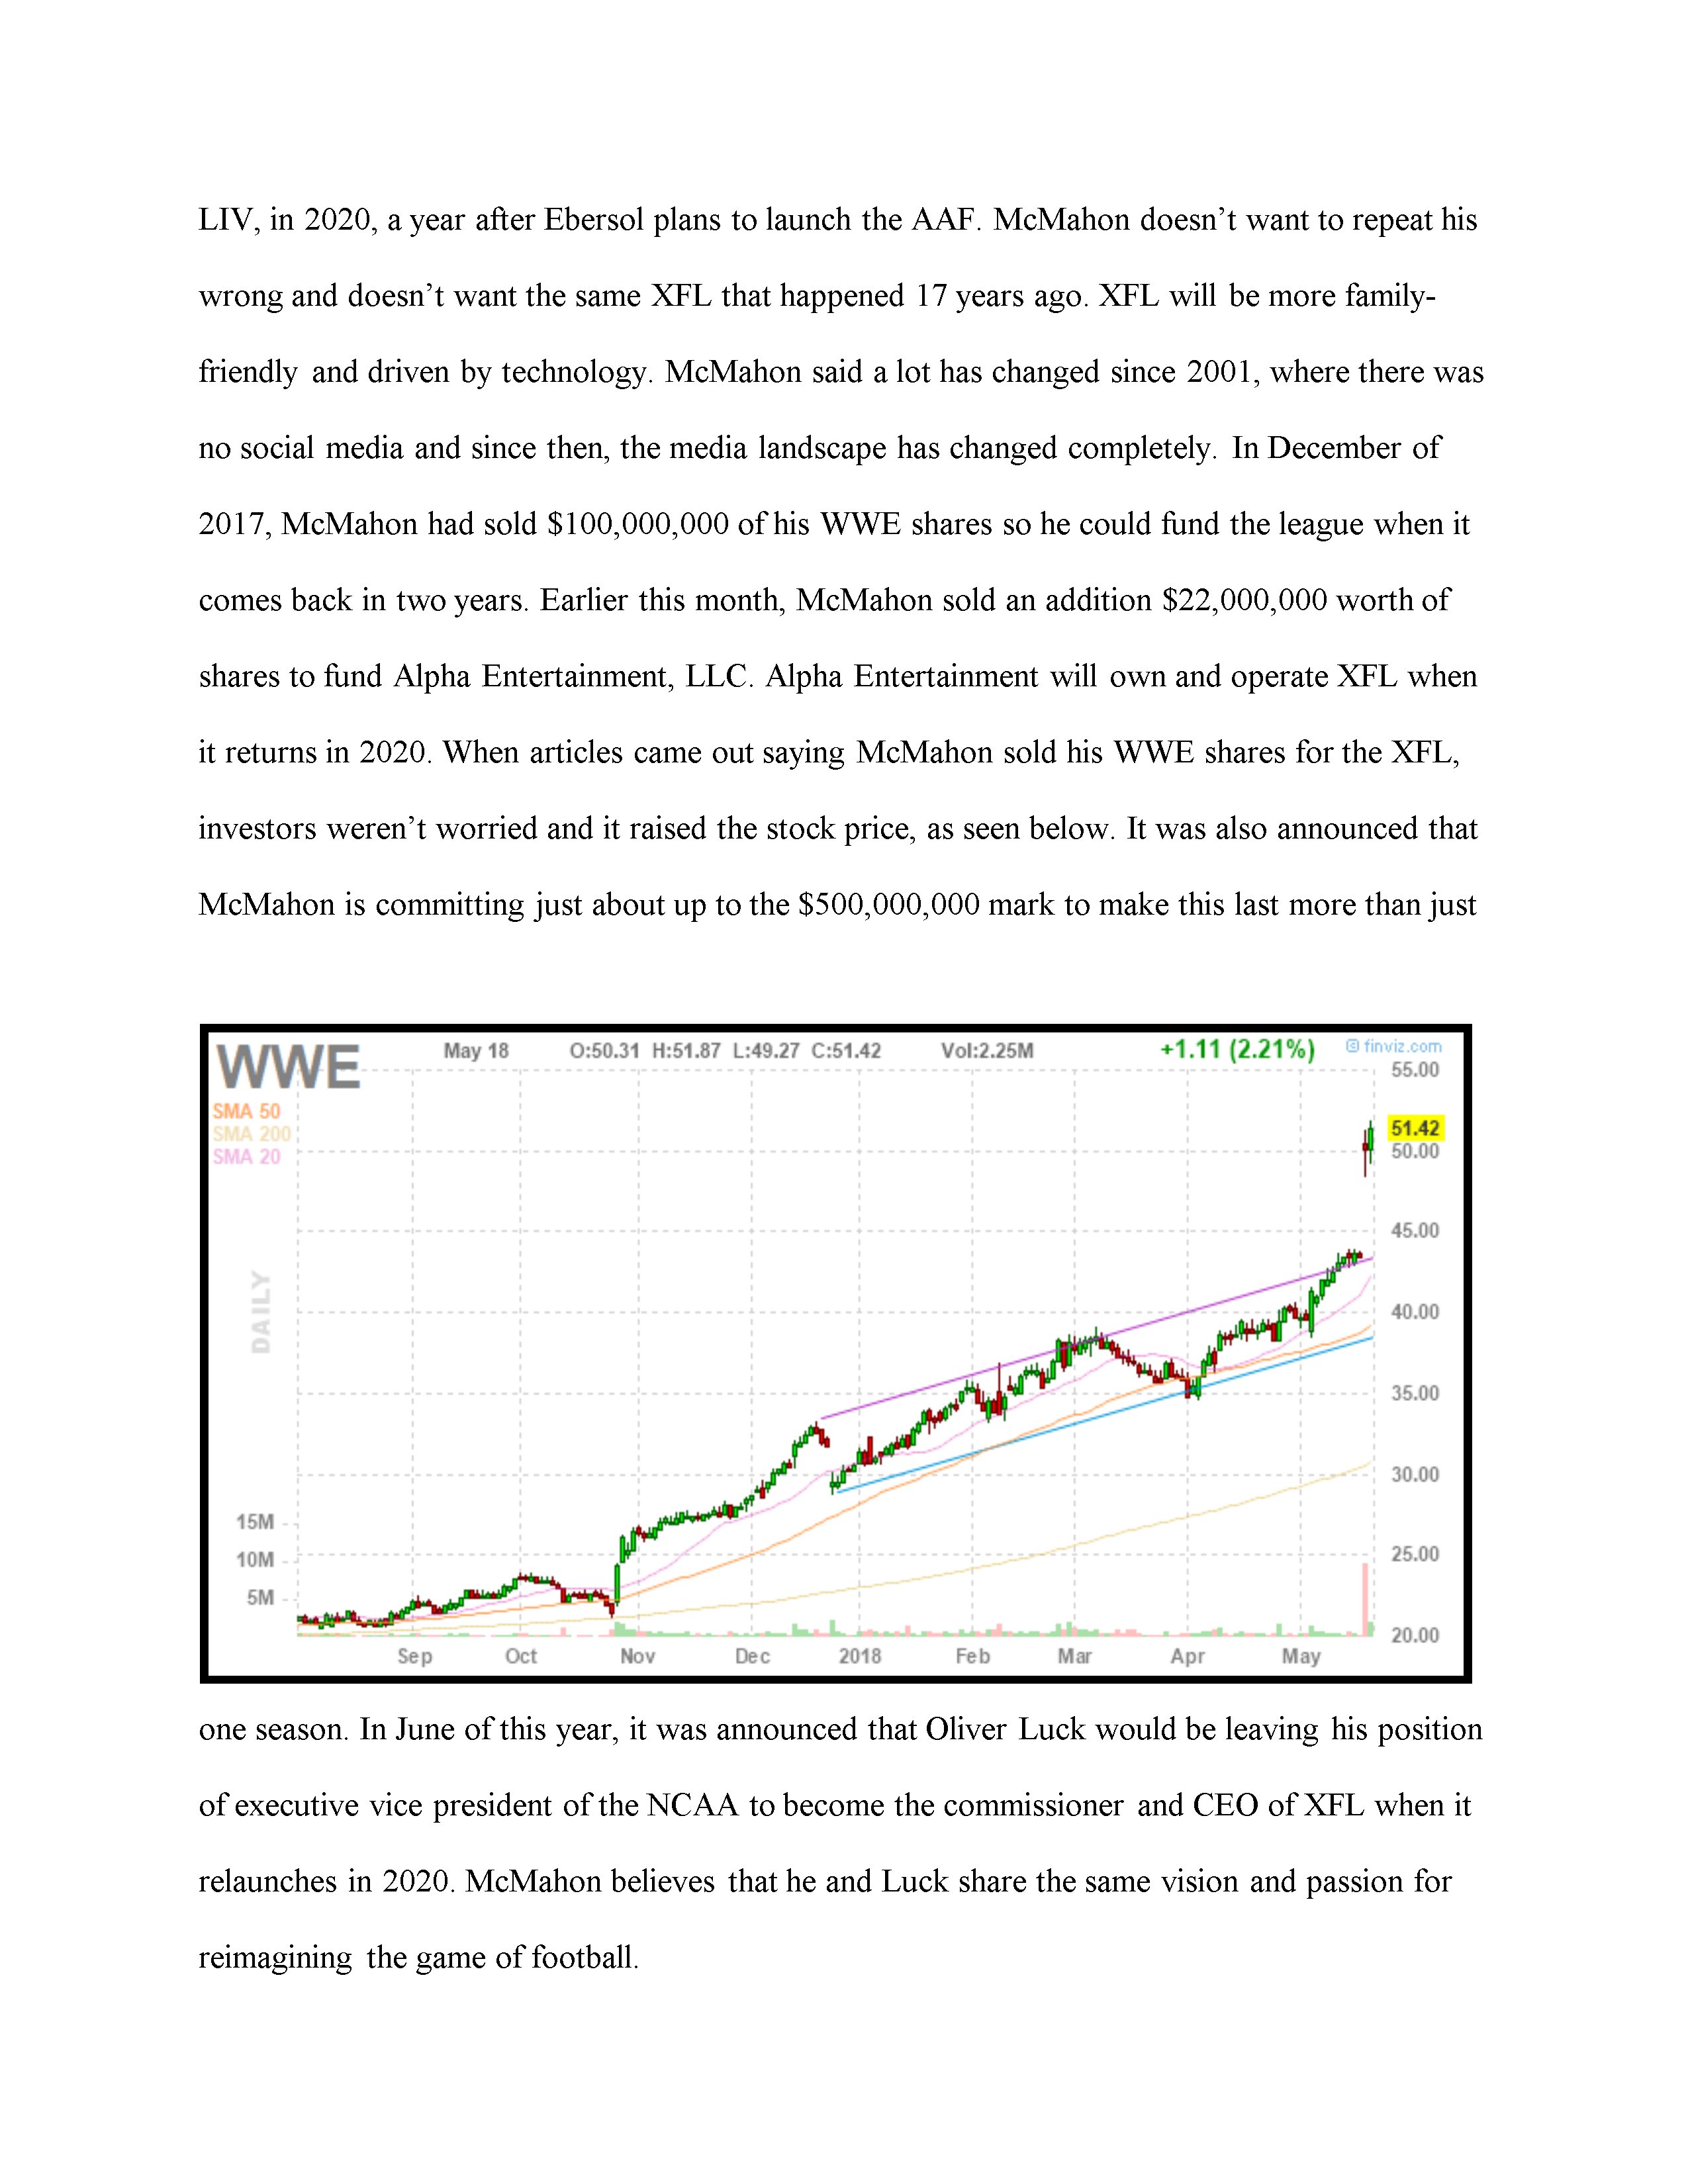 LIV, in 2020, a year after Ebersol plans to launch the AAF. McMahon doesn’t want to repeat his
wrong and doesn’t want the same XFL that happened 17 years ago. XFL will be more family-
friendly and driven by technology. McMahon said a lot has changed since 2001, where there was
no social media and since then, the media landscape has changed completely. In December of
2017, McMahon had sold $100,000,000 of his WWE shares so he could fund the league when it
comes back in two years. Earlier this month, McMahon sold an addition $22,000,000 worth of
shares to fund Alpha Entertainment, LLC. Alpha Entertainment will own and operate XFL when
it returns in 2020. When articles came out saying McMahon sold his WWE shares for the XFL,
investors weren’t worried and it raised the stock price, as seen below. It was also announced that
McMahon is committing just about up to the $500,000,000 mark to make this last more than just
WWE May 18 O:50.31 H:51.87 L:49.27 C:51.42 Vol:2.25M +1.11 (2.21%) © finviz.com
55.00
SMA 50
SMA 200
SMA 20
51.42
50.00
45.00
DAILY
40.00
35.00
30.00
15M
10M
25.00
5M
20.00
Sep Oct Nov Dec 2018 Feb Mar Apr May
one season. In June of this year, it was announced that Oliver Luck would be leaving his position
of executive vice president of the NCAA to become the commissioner and CEO of XFL when it
relaunches in 2020. McMahon believes that he and Luck share the same vision and passion for
reimagining the game of football.